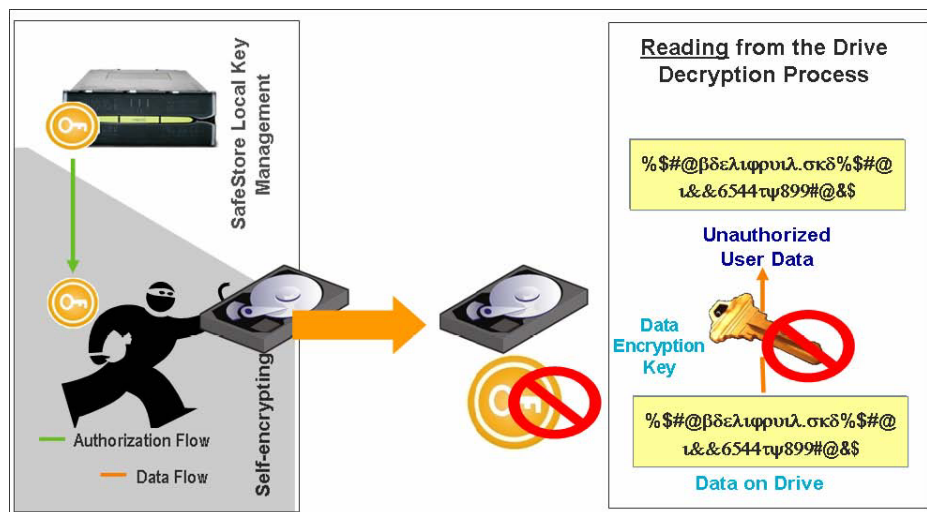 SafeStore Local Key
Management
Self-encrypting
Authorization Flow
Data Flow
Reading from the Drive
Decryption Process
%$#@βδελιφρυιλ.σκδ%$#@
ι&&6544τψ899#@&$
Unauthorized
User Data
Data
Encryption
Key
%$#@βδελιφρυιλ.σκδ%$#@
ι&&6544τψ899#@&$
Data on Drive